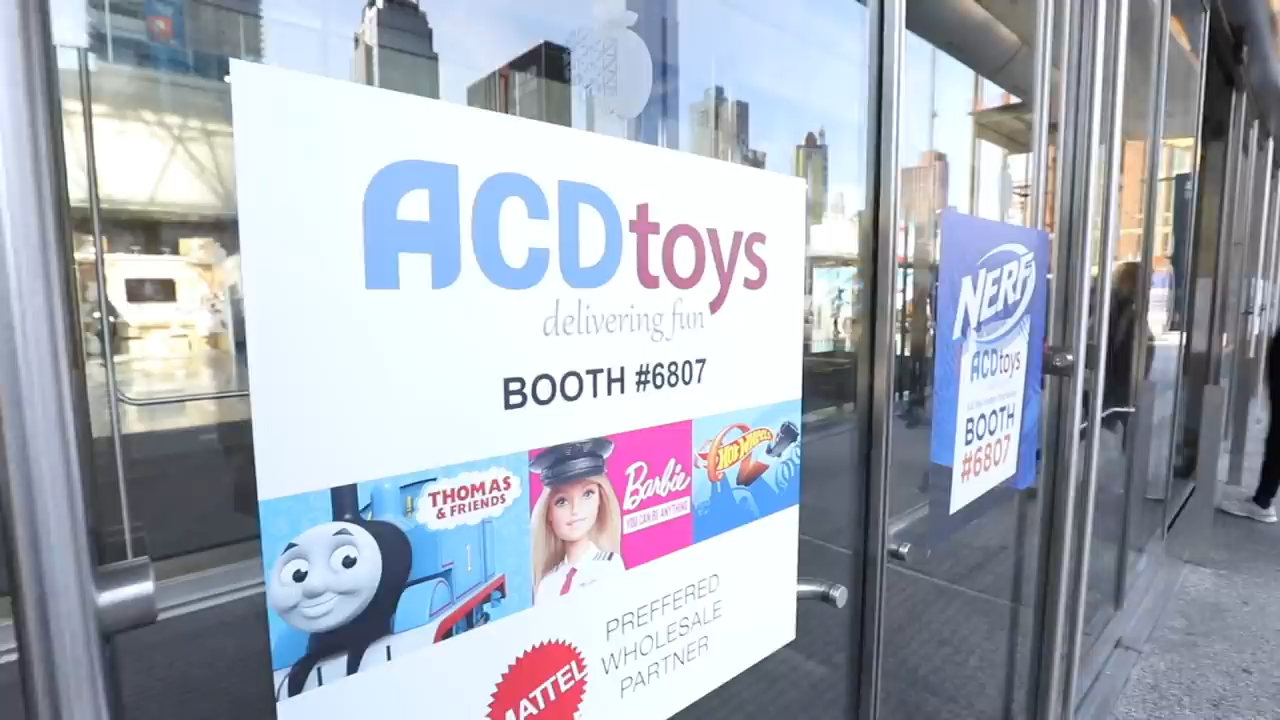 ACDtoys
delivering fun
BOOTH #6807
THOMAS
& FRIENDS
Barbie
YOU CAN BE ANYTHING
HOT WHEELS
1
PREFFERED
WHOLESALE
PARTNER
MATTEL
NERF
ACDtoys
BOOTH
#6807